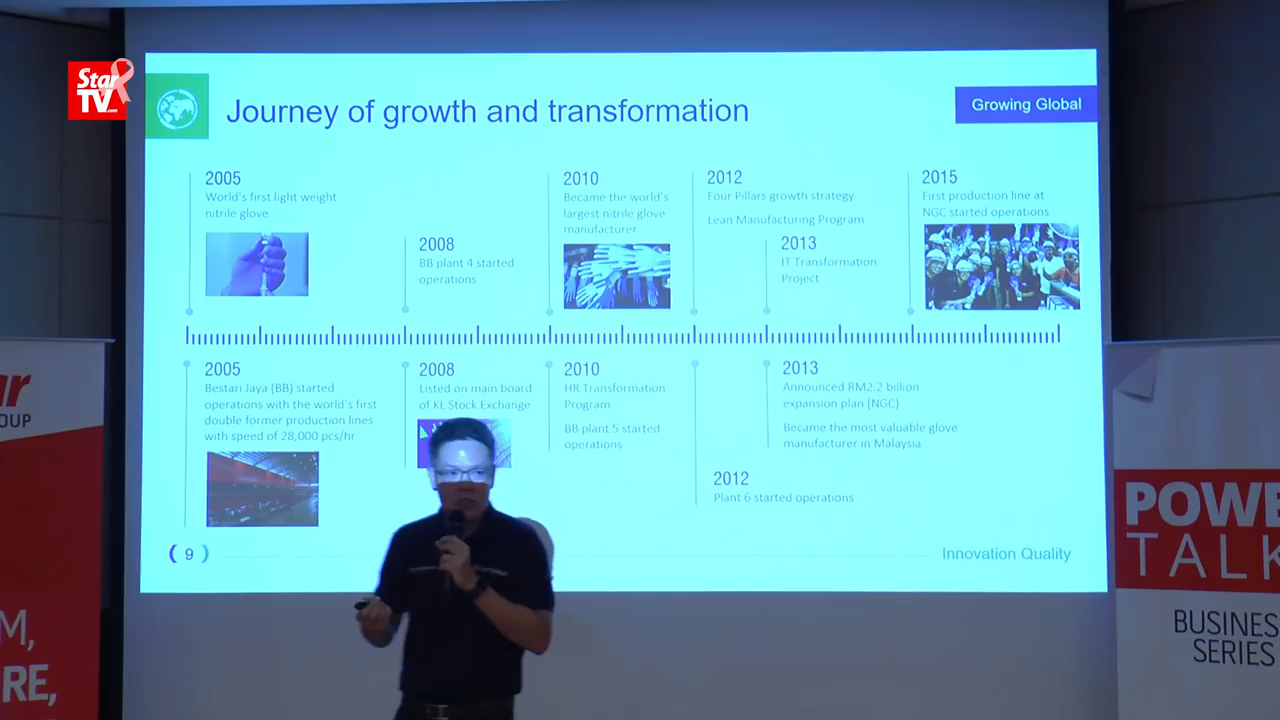 Star
TV.com
Journey of growth and transformation
Growing Global
2005
World's first light weight
nitrile glove
2008
BB plant 4 started
operations
2010
Became the world's
largest nitrile glove
manufacturer
2012
Four Pillars growth strategy
Lean Manufacturing Program
2013
IT Transformation
Project
2015
First production line at
NGC started operations
2005
Bestari Jaya (BB) started
operations with the world's first
double former production lines
with speed of 28,000 pcs/hr
2008
Listed on main board
of KL Stock Exchange
2010
HR Transformation
Program
BB plant 5 started
operations
2013
Announced RM2.2 billion
expansion plan (NGC)
Became the most valuable glove
manufacturer in Malaysia
2012
Plant 6 started operations
( 9 )
Innovation Quality
ar
OUP
M,
RE,
POWE
TALK
BUSINES
SERIES